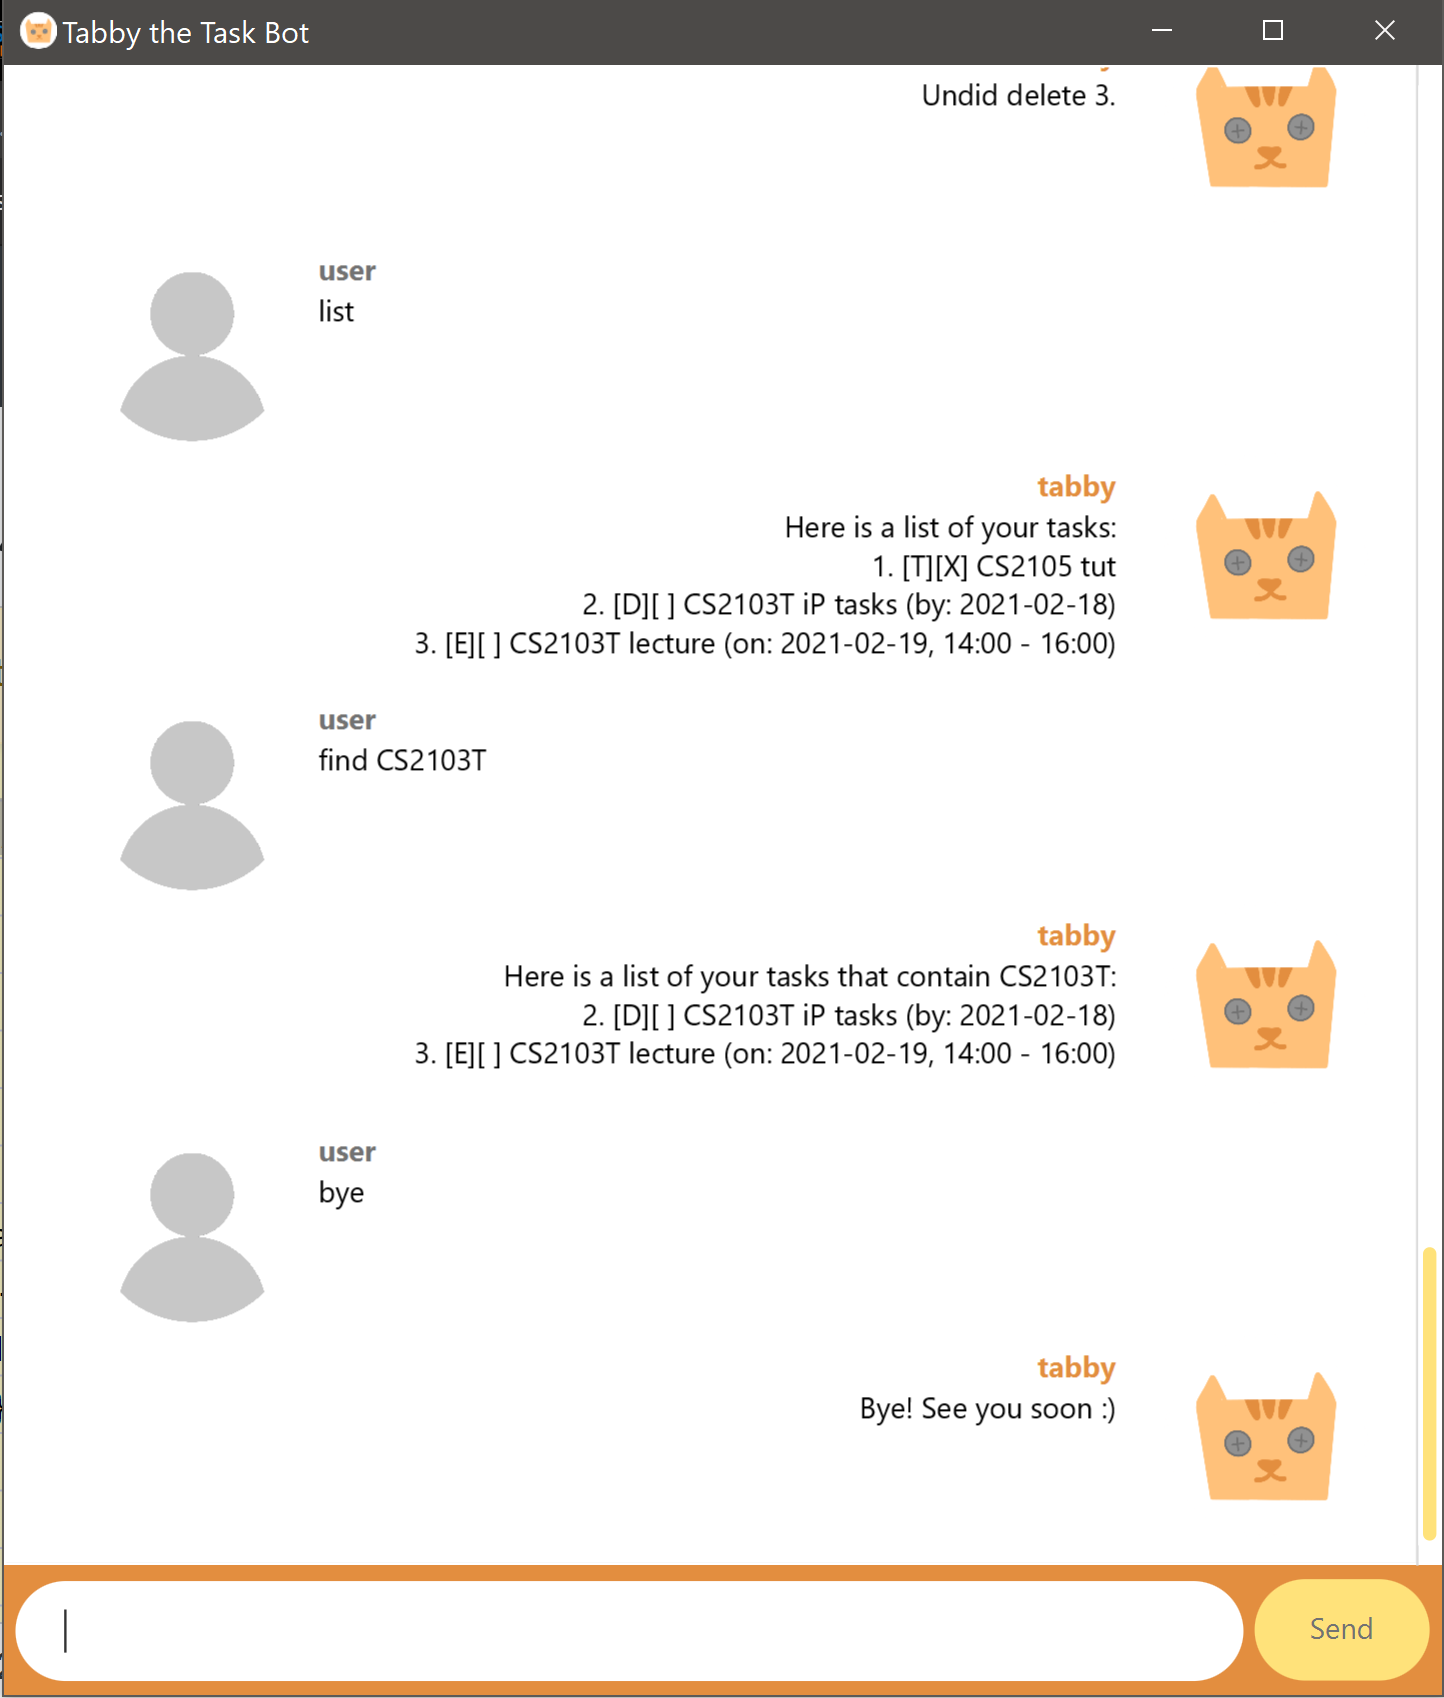 Tabby the Task Bot
Undid delete 3.
user
list
tabby
Here is a list of your tasks:
1. [T][X] CS2105 tut
2. [D][ ] CS2103T iP tasks (by: 2021-02-18)
3. [E][ ] CS2103T lecture (on: 2021-02-19, 14:00 - 16:00)
user
find CS2103T
tabby
Here is a list of your tasks that contain CS2103T:
2. [D][ ] CS2103T iP tasks (by: 2021-02-18)
3. [E][ ] CS2103T lecture (on: 2021-02-19, 14:00 - 16:00)
user
bye
tabby
Bye! See you soon :)
Send